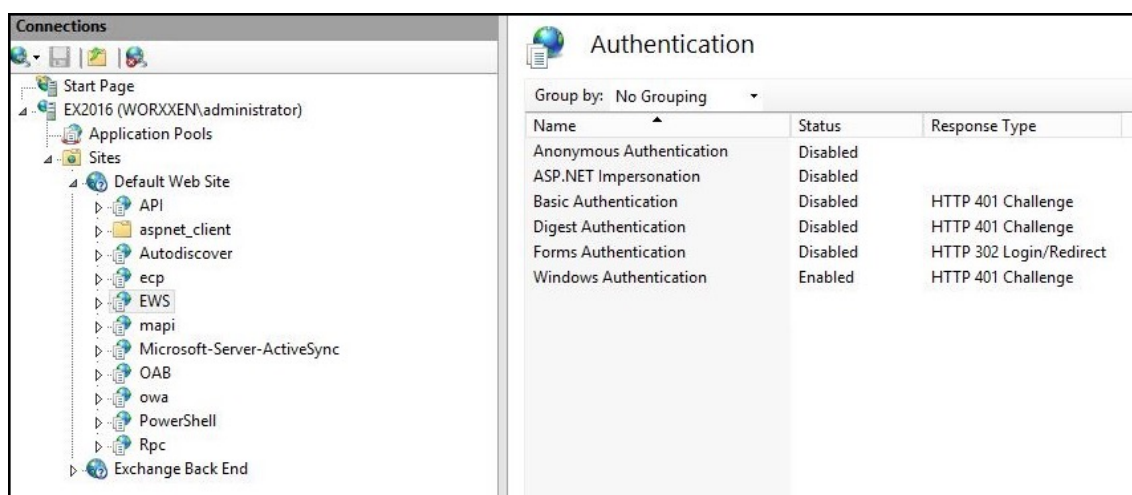 Connections
Start Page
EX2016 (WORXXEN\administrator)
Application Pools
Sites
Default Web Site
API
aspnet_client
Autodiscover
ecp
EWS
mapi
Microsoft-Server-ActiveSync
OAB
owa
PowerShell
Rpc
Exchange Back End
Authentication
Group by: No Grouping
Name Status Response Type
Anonymous Authentication Disabled
ASP.NET Impersonation Disabled
Basic Authentication Disabled HTTP 401 Challenge
Digest Authentication Disabled HTTP 401 Challenge
Forms Authentication Disabled HTTP 302 Login/Redirect
Windows Authentication Enabled HTTP 401 Challenge